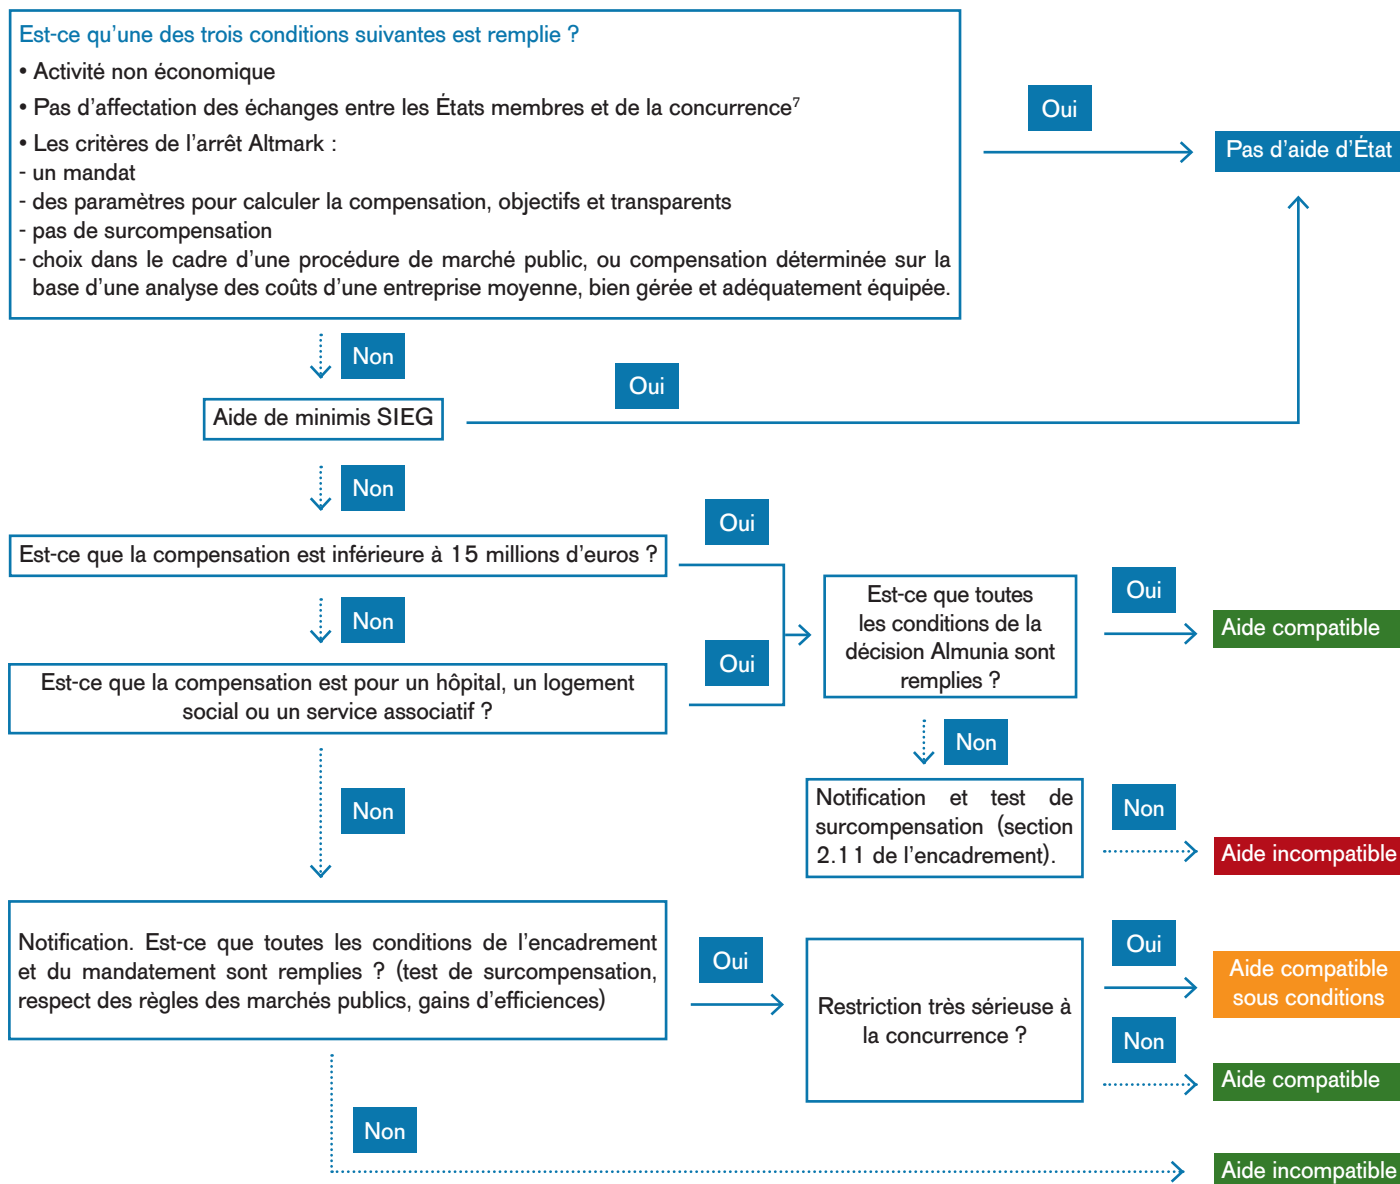 Est-ce qu'une des trois conditions suivantes est remplie ?
• Activité non économique
• Pas d'affectation des échanges entre les États membres et de la concurrence⁷
• Les critères de l'arrêt Altmark :
- un mandat
- des paramètres pour calculer la compensation, objectifs et transparents
- pas de surcompensation
- choix dans le cadre d'une procédure de marché public, ou compensation déterminée sur la
base d'une analyse des coûts d'une entreprise moyenne, bien gérée et adéquatement équipée.
Oui
Pas d'aide d'État
Non
Oui
Aide de minimis SIEG
Non
Oui
Est-ce que la compensation est inférieure à 15 millions d'euros ?
Non
Oui
Est-ce que la compensation est pour un hôpital, un logement
social ou un service associatif ?
Est-ce que toutes
les conditions de la
décision Almunia sont
remplies ?
Oui
Aide compatible
Non
Notification et test de
surcompensation (section
2.11 de l'encadrement).
Non
Aide incompatible
Non
Notification. Est-ce que toutes les conditions de l'encadrement
et du mandatement sont remplies ? (test de surcompensation,
respect des règles des marchés publics, gains d'efficiences)
Oui
Restriction très sérieuse à
la concurrence ?
Oui
Aide compatible
sous conditions
Non
Aide compatible
Non
Aide incompatible